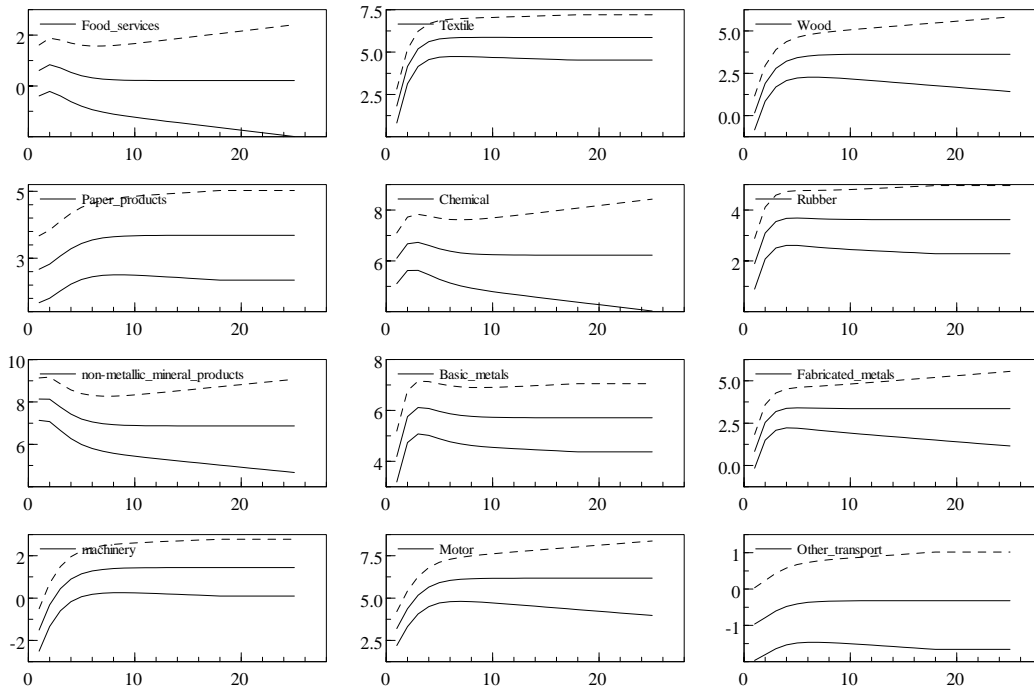 Food_services
2
0
0 10 20
Textile
7.5
5.0
2.5
0 10 20
Wood
5.0
2.5
0.0
0 10 20
Paper_products
5
3
0 10 20
Chemical
8
6
0 10 20
Rubber
4
2
0 10 20
non-metallic_mineral_products
10
8
6
0 10 20
Basic_metals
8
6
4
0 10 20
Fabricated_metals
5.0
2.5
0.0
0 10 20
machinery
2
0
-2
0 10 20
Motor
7.5
5.0
2.5
0 10 20
Other_transport
1
0
-1
0 10 20